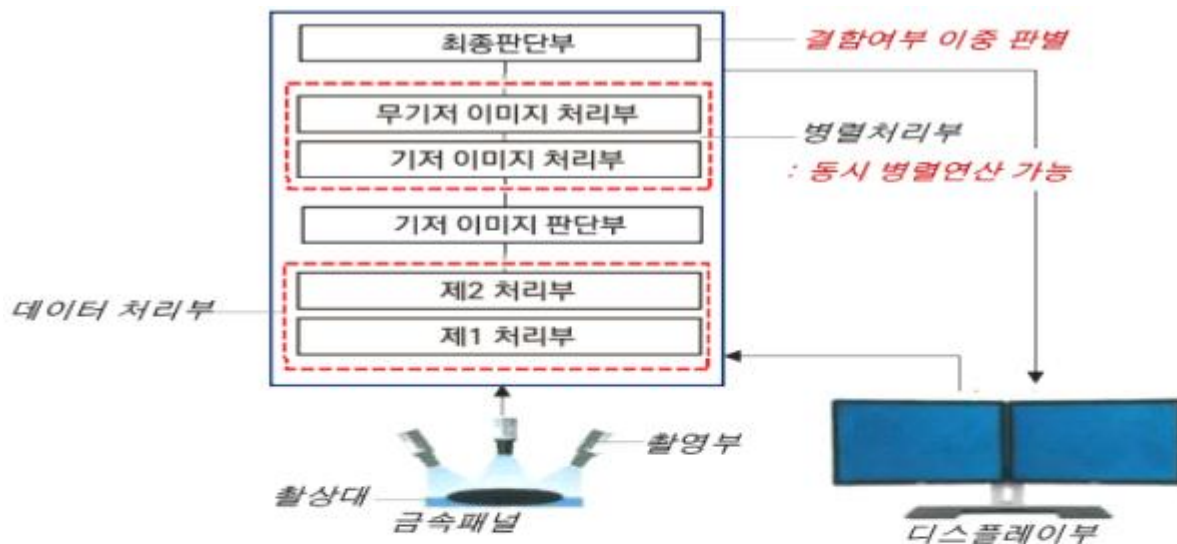 최종판단부
결함여부 이중 판별
무기저 이미지 처리부
병렬처리부
기저 이미지 처리부
: 동시 병렬연산 가능
기저 이미지 판단부
제2 처리부
데이터 처리부
제1 처리부
촬영부
촬상대
금속패널
디스플레이부